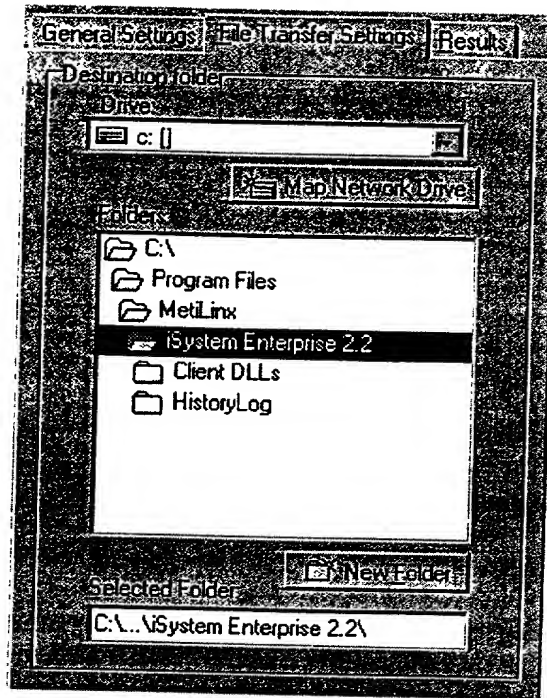 General Settings File Transfer Settings Results
Destination folder
Drive
c: []
Map Network Drive
Folders
C:\
Program Files
MetiLinx
iSystem Enterprise 2.2
Client DLLs
HistoryLog
New Folder
Selected Folder
C:\...\iSystem Enterprise 2.2\